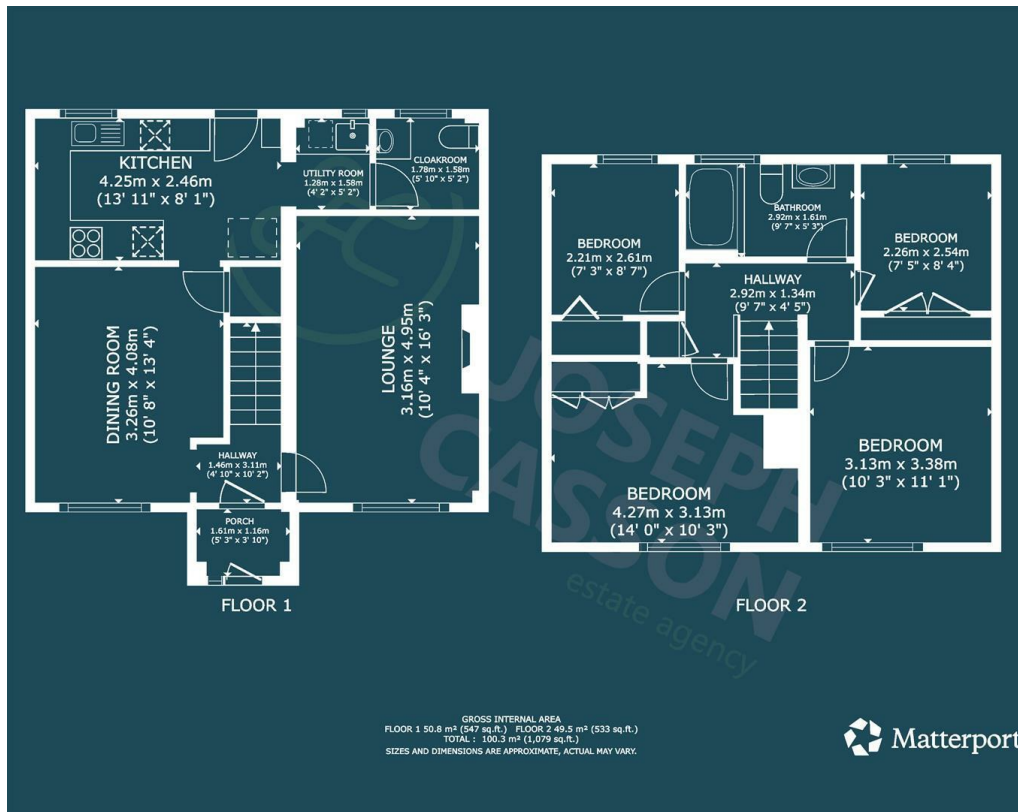 KITCHEN
4.25m x 2.46m
(13' 11" x 8' 1")
UTILITY ROOM
1.28m x 1.58m
(4' 2" x 5' 2")
CLOAKROOM
1.78m x 1.58m
(5' 10" x 5' 2")
DINING ROOM
3.26m x 4.08m
(10' 8" x 13' 4")
LOUNGE
3.16m x 4.95m
(10' 4" x 16' 3")
HALLWAY
1.46m x 3.11m
(4' 10" x 10' 2")
PORCH
1.61m x 1.16m
(5' 3" x 3' 10")
FLOOR 1
BEDROOM
2.21m x 2.61m
(7' 3" x 8' 7")
BATHROOM
2.92m x 1.61m
(9' 7" x 5' 3")
BEDROOM
2.26m x 2.54m
(7' 5" x 8' 4")
HALLWAY
2.92m x 1.34m
(9' 7" x 4' 5")
BEDROOM
4.27m x 3.13m
(14' 0" x 10' 3")
BEDROOM
3.13m x 3.38m
(10' 3" x 11' 1")
FLOOR 2
JOSEPH
CASSON
estate agency
GROSS INTERNAL AREA
FLOOR 1 50.8 m² (547 sq.ft.) FLOOR 2 49.5 m² (533 sq.ft.)
TOTAL : 100.3 m² (1,079 sq.ft.)
SIZES AND DIMENSIONS ARE APPROXIMATE, ACTUAL MAY VARY.
Matterport